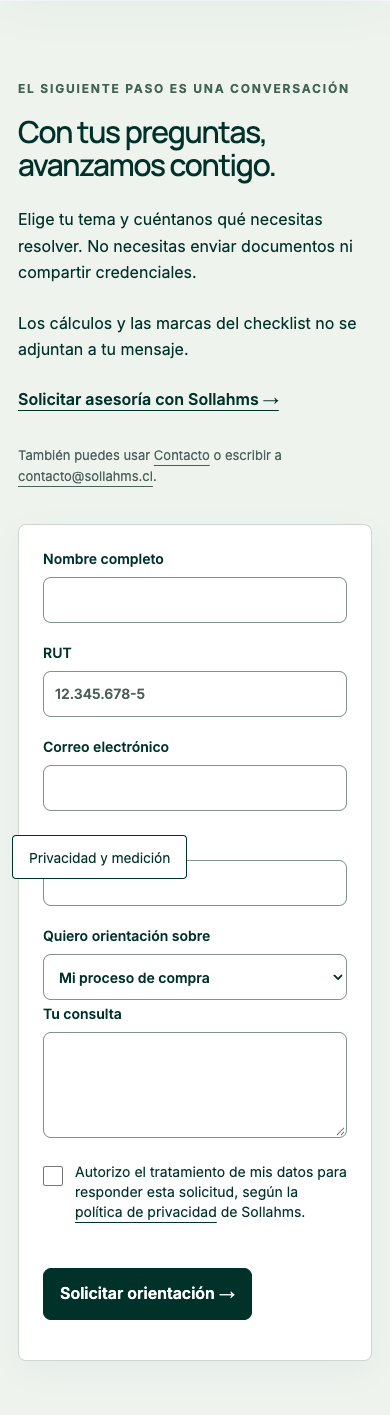 EL SIGUIENTE PASO ES UNA CONVERSACIÓN
Con tus preguntas,
avanzamos contigo.
Elige tu tema y cuéntanos qué necesitas
resolver. No necesitas enviar documentos ni
compartir credenciales.
Los cálculos y las marcas del checklist no se
adjuntan a tu mensaje.
Solicitar asesoría con Sollahms →
También puedes usar Contacto o escribir a
contacto@sollahms.cl.
Nombre completo
RUT
12.345.678-5
Correo electrónico
Privacidad y medición
Quiero orientación sobre
Mi proceso de compra
Tu consulta
Autorizo el tratamiento de mis datos para
responder esta solicitud, según la
política de privacidad de Sollahms.
Solicitar orientación →